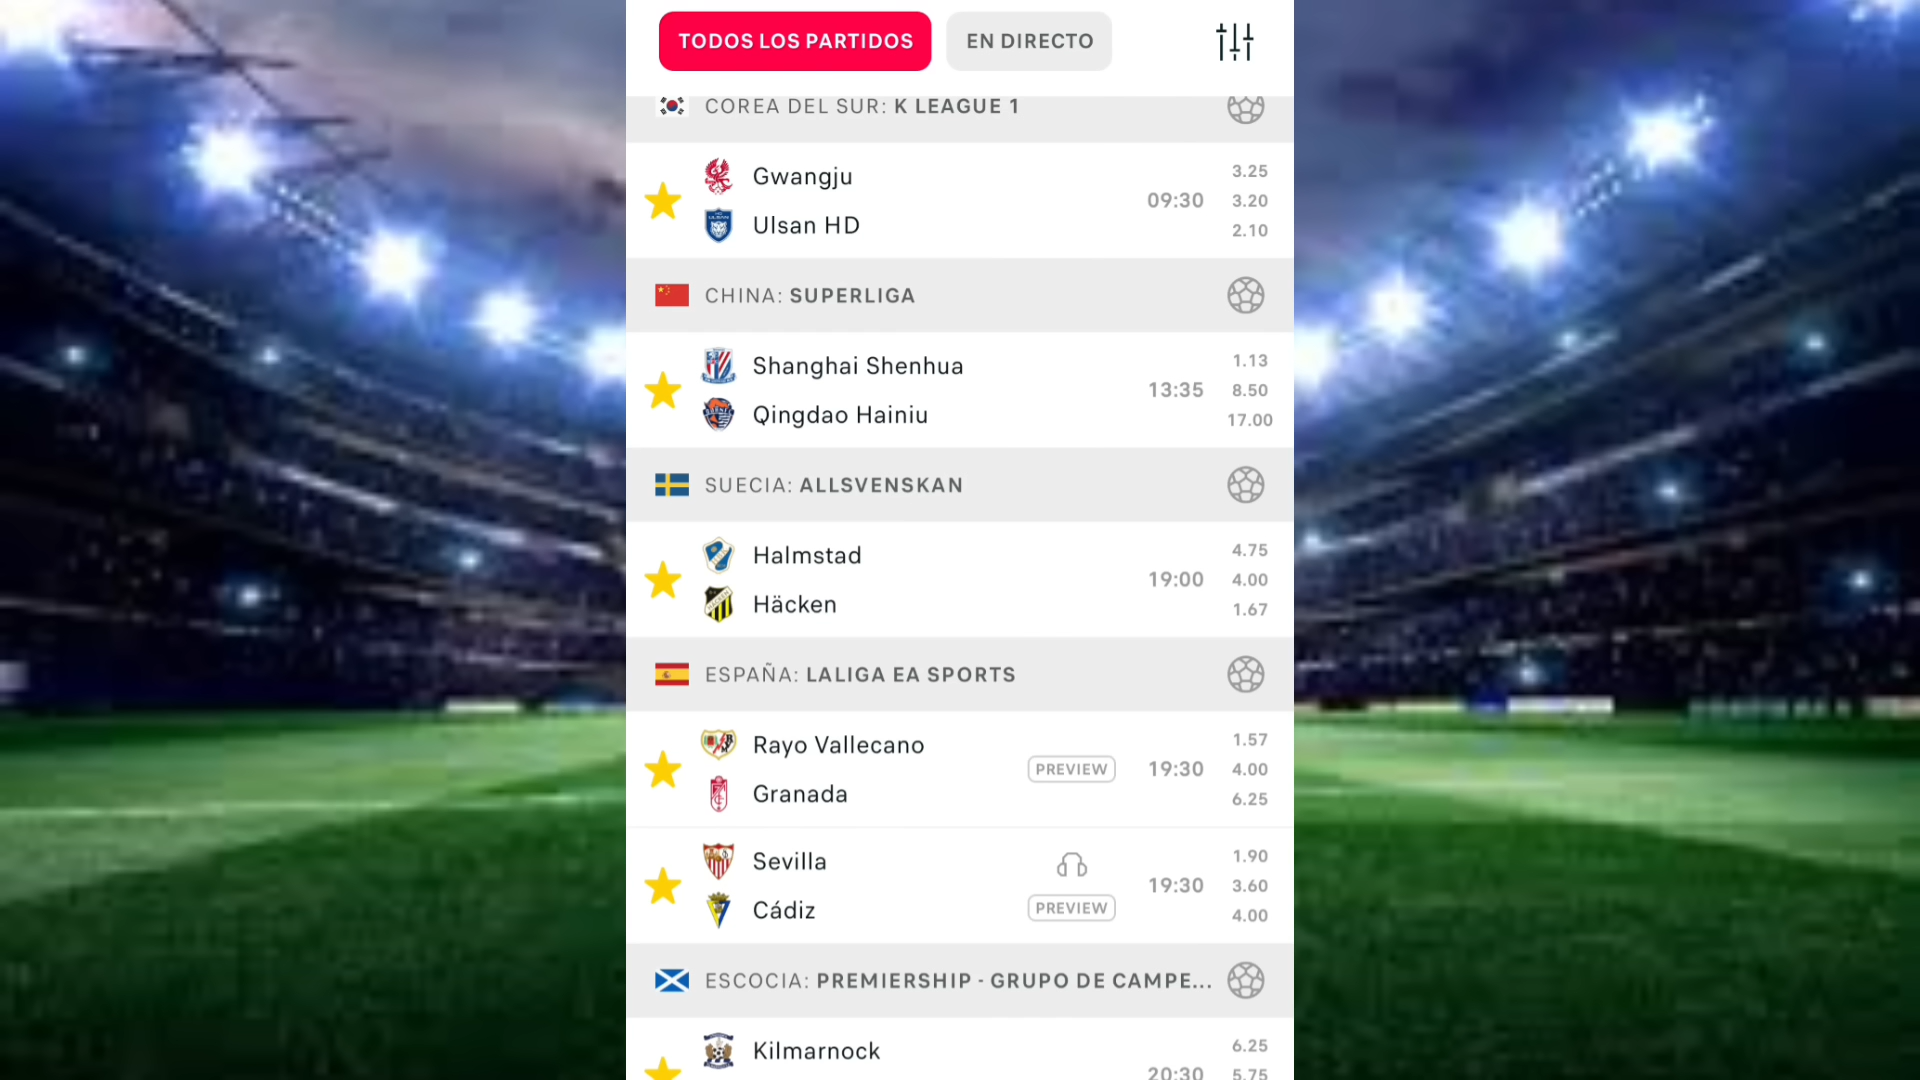 TODOS LOS PARTIDOS EN DIRECTO
COREA DEL SUR: K LEAGUE 1
Gwangju
Ulsan HD
09:30
3.25
3.20
2.10
CHINA: SUPERLIGA
Shanghai Shenhua
Qingdao Hainiu
13:35
1.13
8.50
17.00
SUECIA: ALLSVENSKAN
Halmstad
Häcken
19:00
4.75
4.00
1.67
ESPAÑA: LALIGA EA SPORTS
Rayo Vallecano
Granada
PREVIEW
19:30
1.57
4.00
6.25
Sevilla
Cádiz
PREVIEW
19:30
1.90
3.60
4.00
ESCOCIA: PREMIERSHIP - GRUPO DE CAMPE...
Kilmarnock
20:30
6.25
5.75